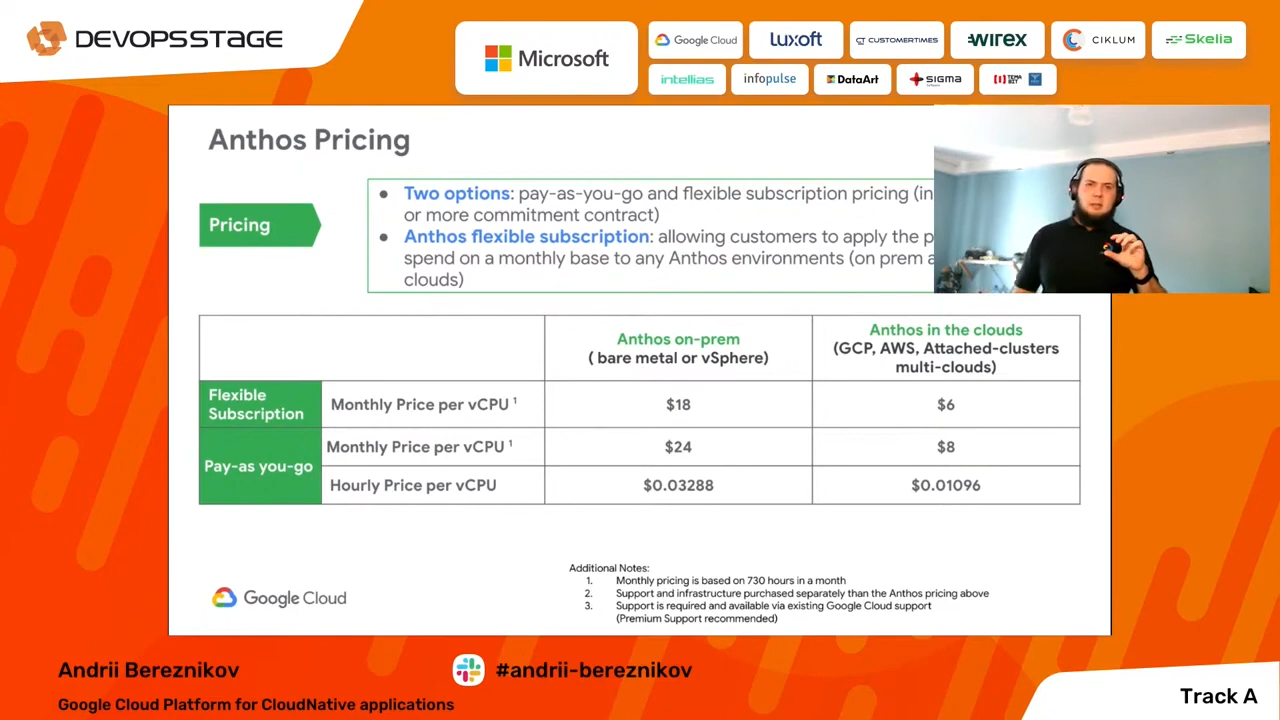 DEVOPSSTAGE
Microsoft
Google Cloud
Luxoft
CUSTOMERTIMES
WIREX
CIKLUM
Skelia
intellias
infopulse
DataArt
SIGMA
Software
TEMA
BIT
Anthos Pricing
Pricing
● Two options: pay-as-you-go and flexible subscription pricing (in
or more commitment contract)
● Anthos flexible subscription: allowing customers to apply the p
spend on a monthly base to any Anthos environments (on prem a
clouds)
Anthos on-prem
( bare metal or vSphere)
Anthos in the clouds
(GCP, AWS, Attached-clusters
multi-clouds)
Flexible
Subscription
Monthly Price per vCPU ¹
$18
$6
Pay-as you-go
Monthly Price per vCPU ¹
$24
$8
Hourly Price per vCPU
$0.03288
$0.01096
Additional Notes:
1. Monthly pricing is based on 730 hours in a month
2. Support and infrastructure purchased separately than the Anthos pricing above
3. Support is required and available via existing Google Cloud support
(Premium Support recommended)
Google Cloud
Andrii Bereznikov
#andrii-bereznikov
Google Cloud Platform for CloudNative applications
Track A